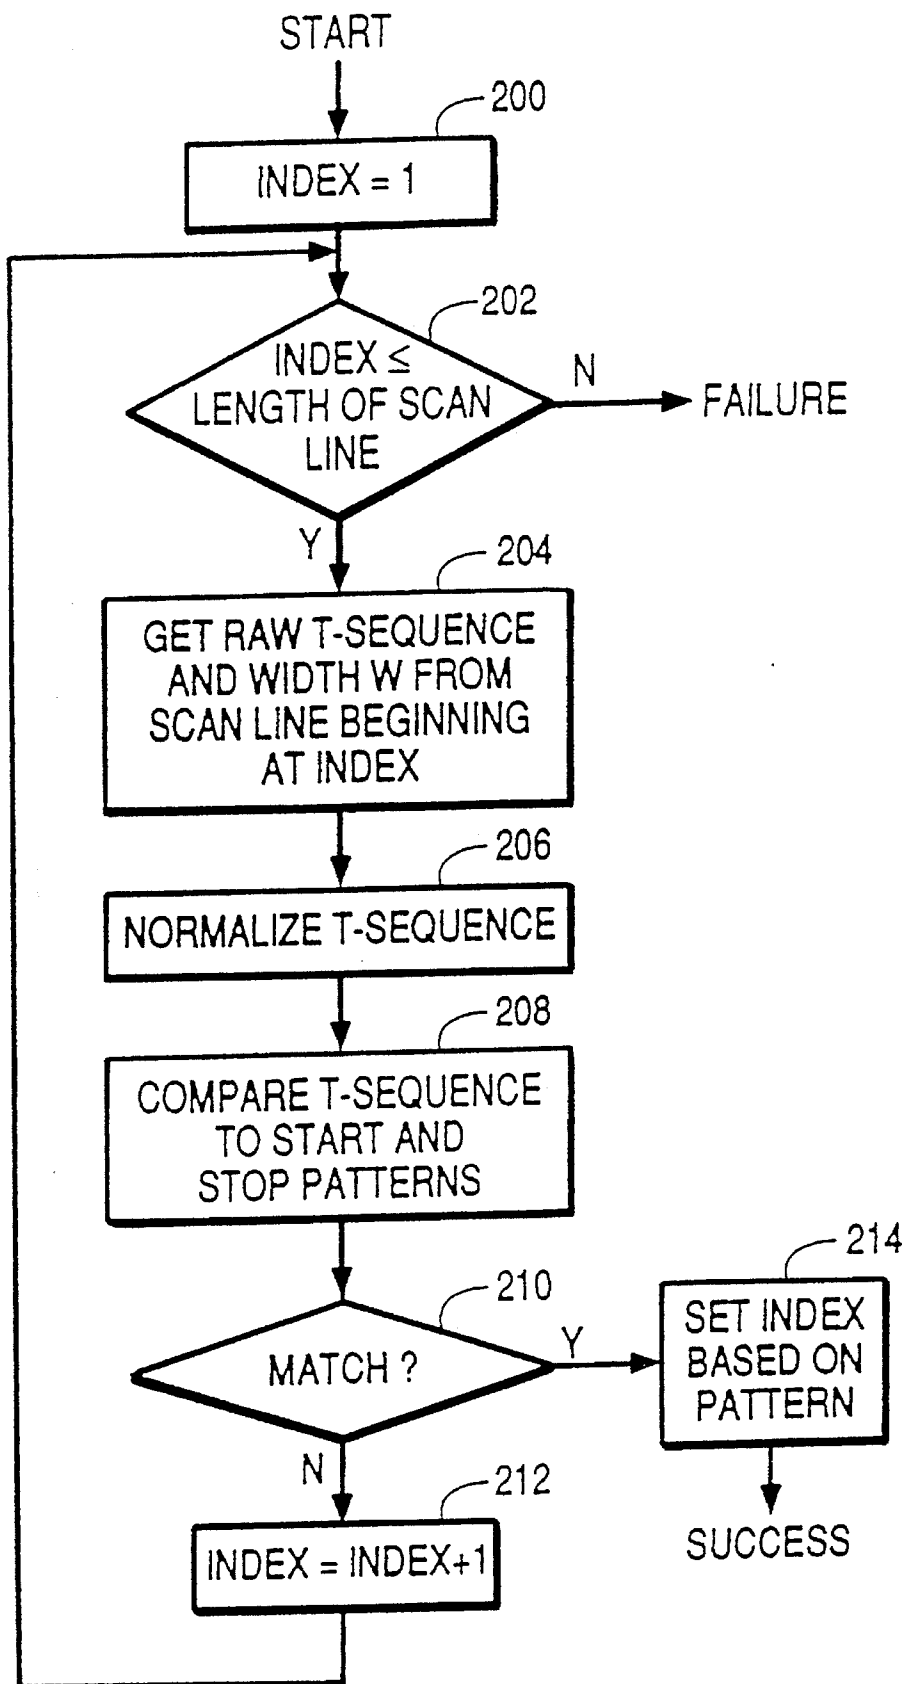 START
200
INDEX = 1
202
INDEX ≤
LENGTH OF SCAN
LINE
N
FAILURE
Y
204
GET RAW T-SEQUENCE
AND WIDTH W FROM
SCAN LINE BEGINNING
AT INDEX
206
NORMALIZE T-SEQUENCE
208
COMPARE T-SEQUENCE
TO START AND
STOP PATTERNS
210
MATCH ?
Y
214
SET INDEX
BASED ON
PATTERN
SUCCESS
N
212
INDEX = INDEX+1